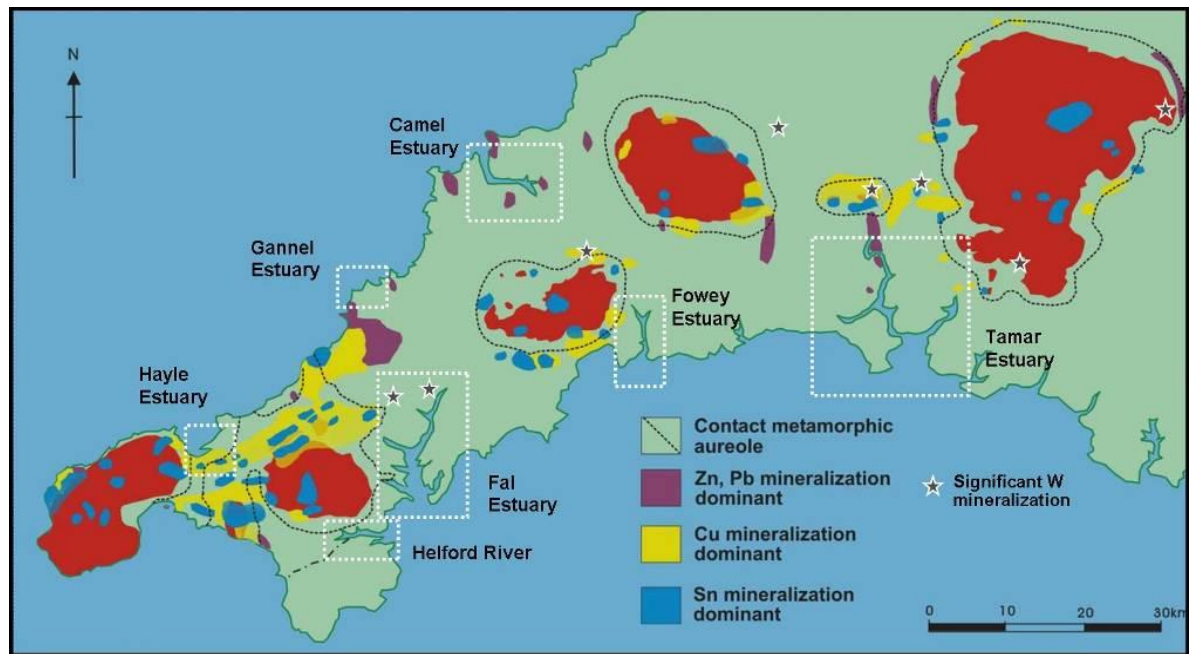 N
Camel
Estuary
Gannel
Estuary
Hayle
Estuary
Fowey
Estuary
Tamar
Estuary
Fal
Estuary
Helford River
Contact metamorphic
aureole
Zn, Pb mineralization
dominant
Cu mineralization
dominant
Sn mineralization
dominant
Significant W
mineralization
0 10 20 30km